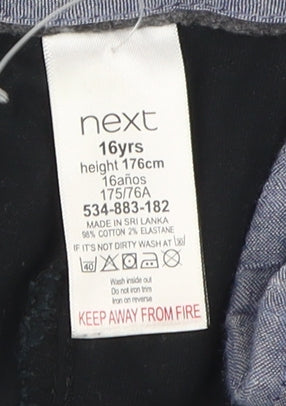 next
16yrs
height 176cm
16años
175/76A
534-883-182
MADE IN SRI LANKA
98% COTTON 2% ELASTANE
IF IT'S NOT DIRTY WASH AT 30
40
Wash inside out
Do not iron trim
Iron on reverse
KEEP AWAY FROM FIRE